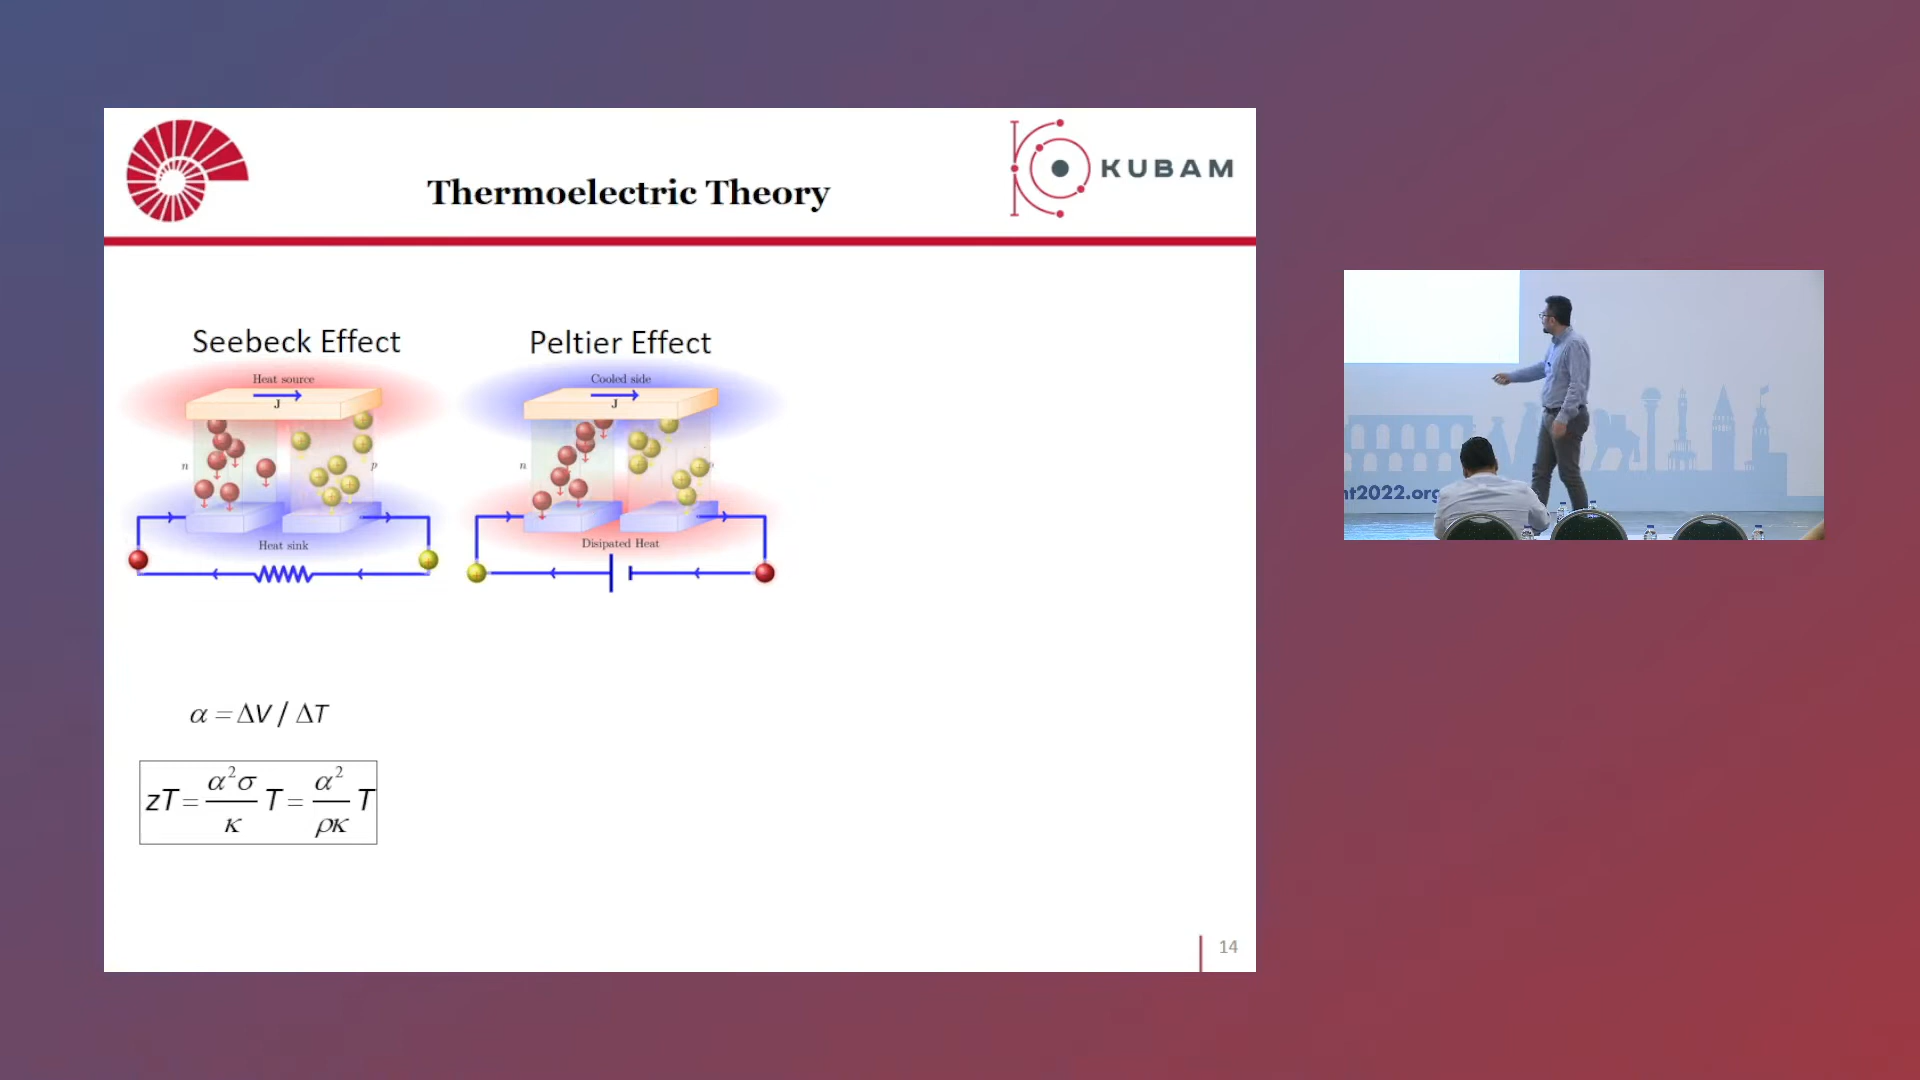 KUBAM
Thermoelectric Theory
Seebeck Effect
Heat source
J
n
p
Heat sink
Peltier Effect
Cooled side
J
n
Disipated Heat
α = ΔV / ΔT
zT = α²σ/κ T = α²/ρκ T
14
nt2022.org